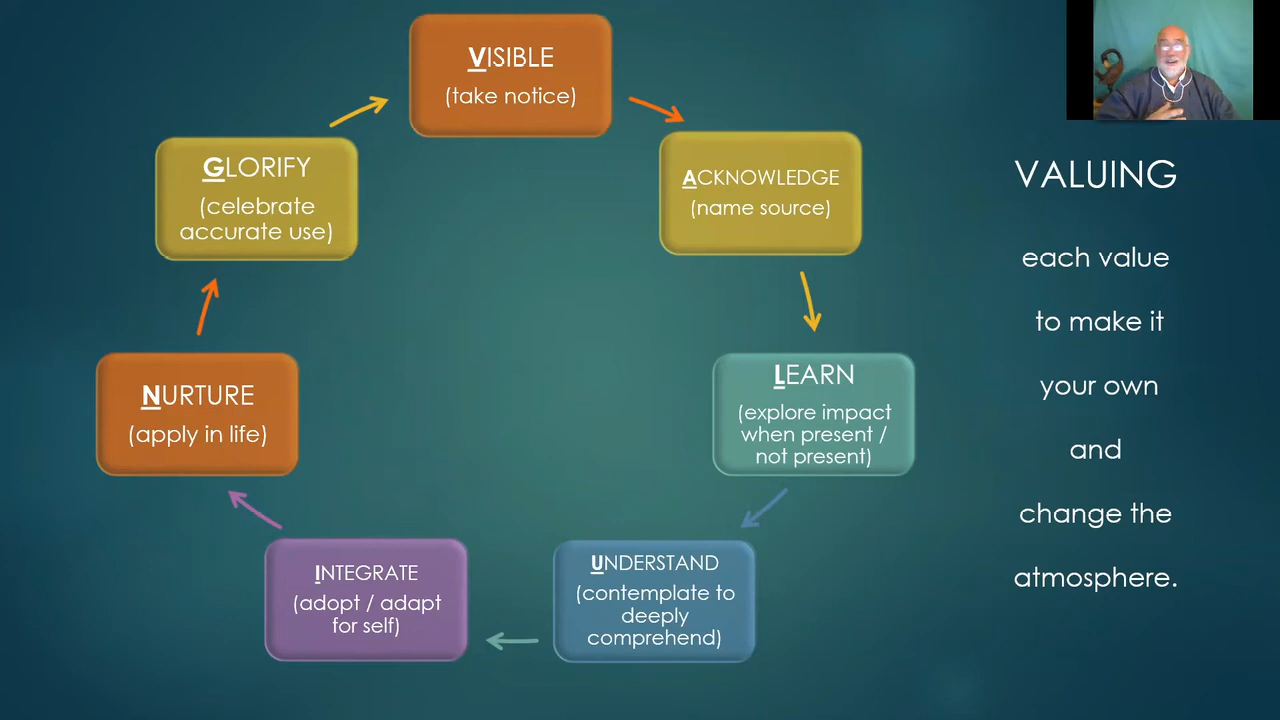 VISIBLE
(take notice)
ACKNOWLEDGE
(name source)
LEARN
(explore impact
when present /
not present)
UNDERSTAND
(contemplate to
deeply
comprehend)
INTEGRATE
(adopt / adapt
for self)
NURTURE
(apply in life)
GLORIFY
(celebrate
accurate use)
VALUING
each value
to make it
your own
and
change the
atmosphere.